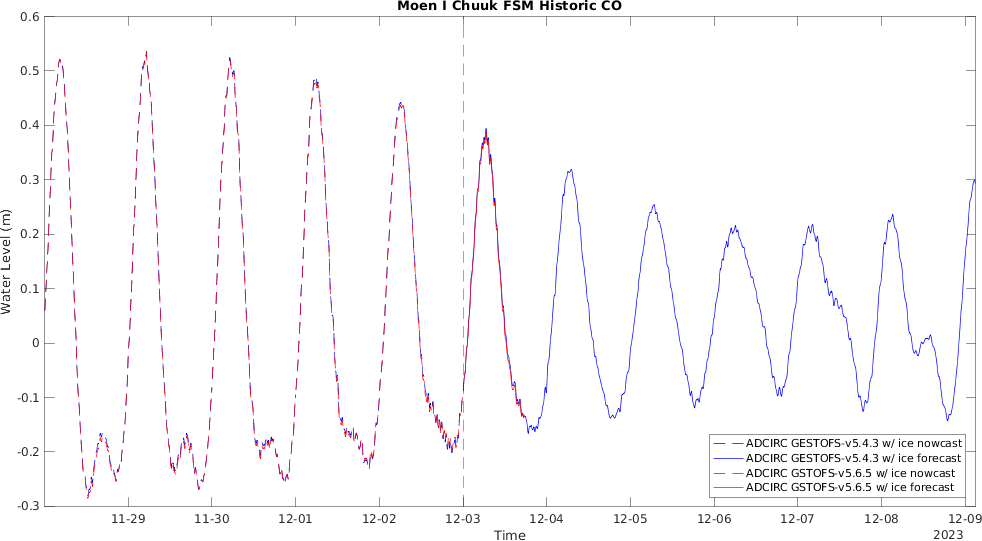 Moen I Chuuk FSM Historic CO
Water Level (m)
0.6
0.5
0.4
0.3
0.2
0.1
0
-0.1
-0.2
-0.3
ADCIRC GESTOFS-v5.4.3 w/ ice nowcast
ADCIRC GESTOFS-v5.4.3 w/ ice forecast
ADCIRC GSTOFS-v5.6.5 w/ ice nowcast
ADCIRC GSTOFS-v5.6.5 w/ ice forecast
11-29 11-30 12-01 12-02 12-03 12-04 12-05 12-06 12-07 12-08 12-09
2023
Time